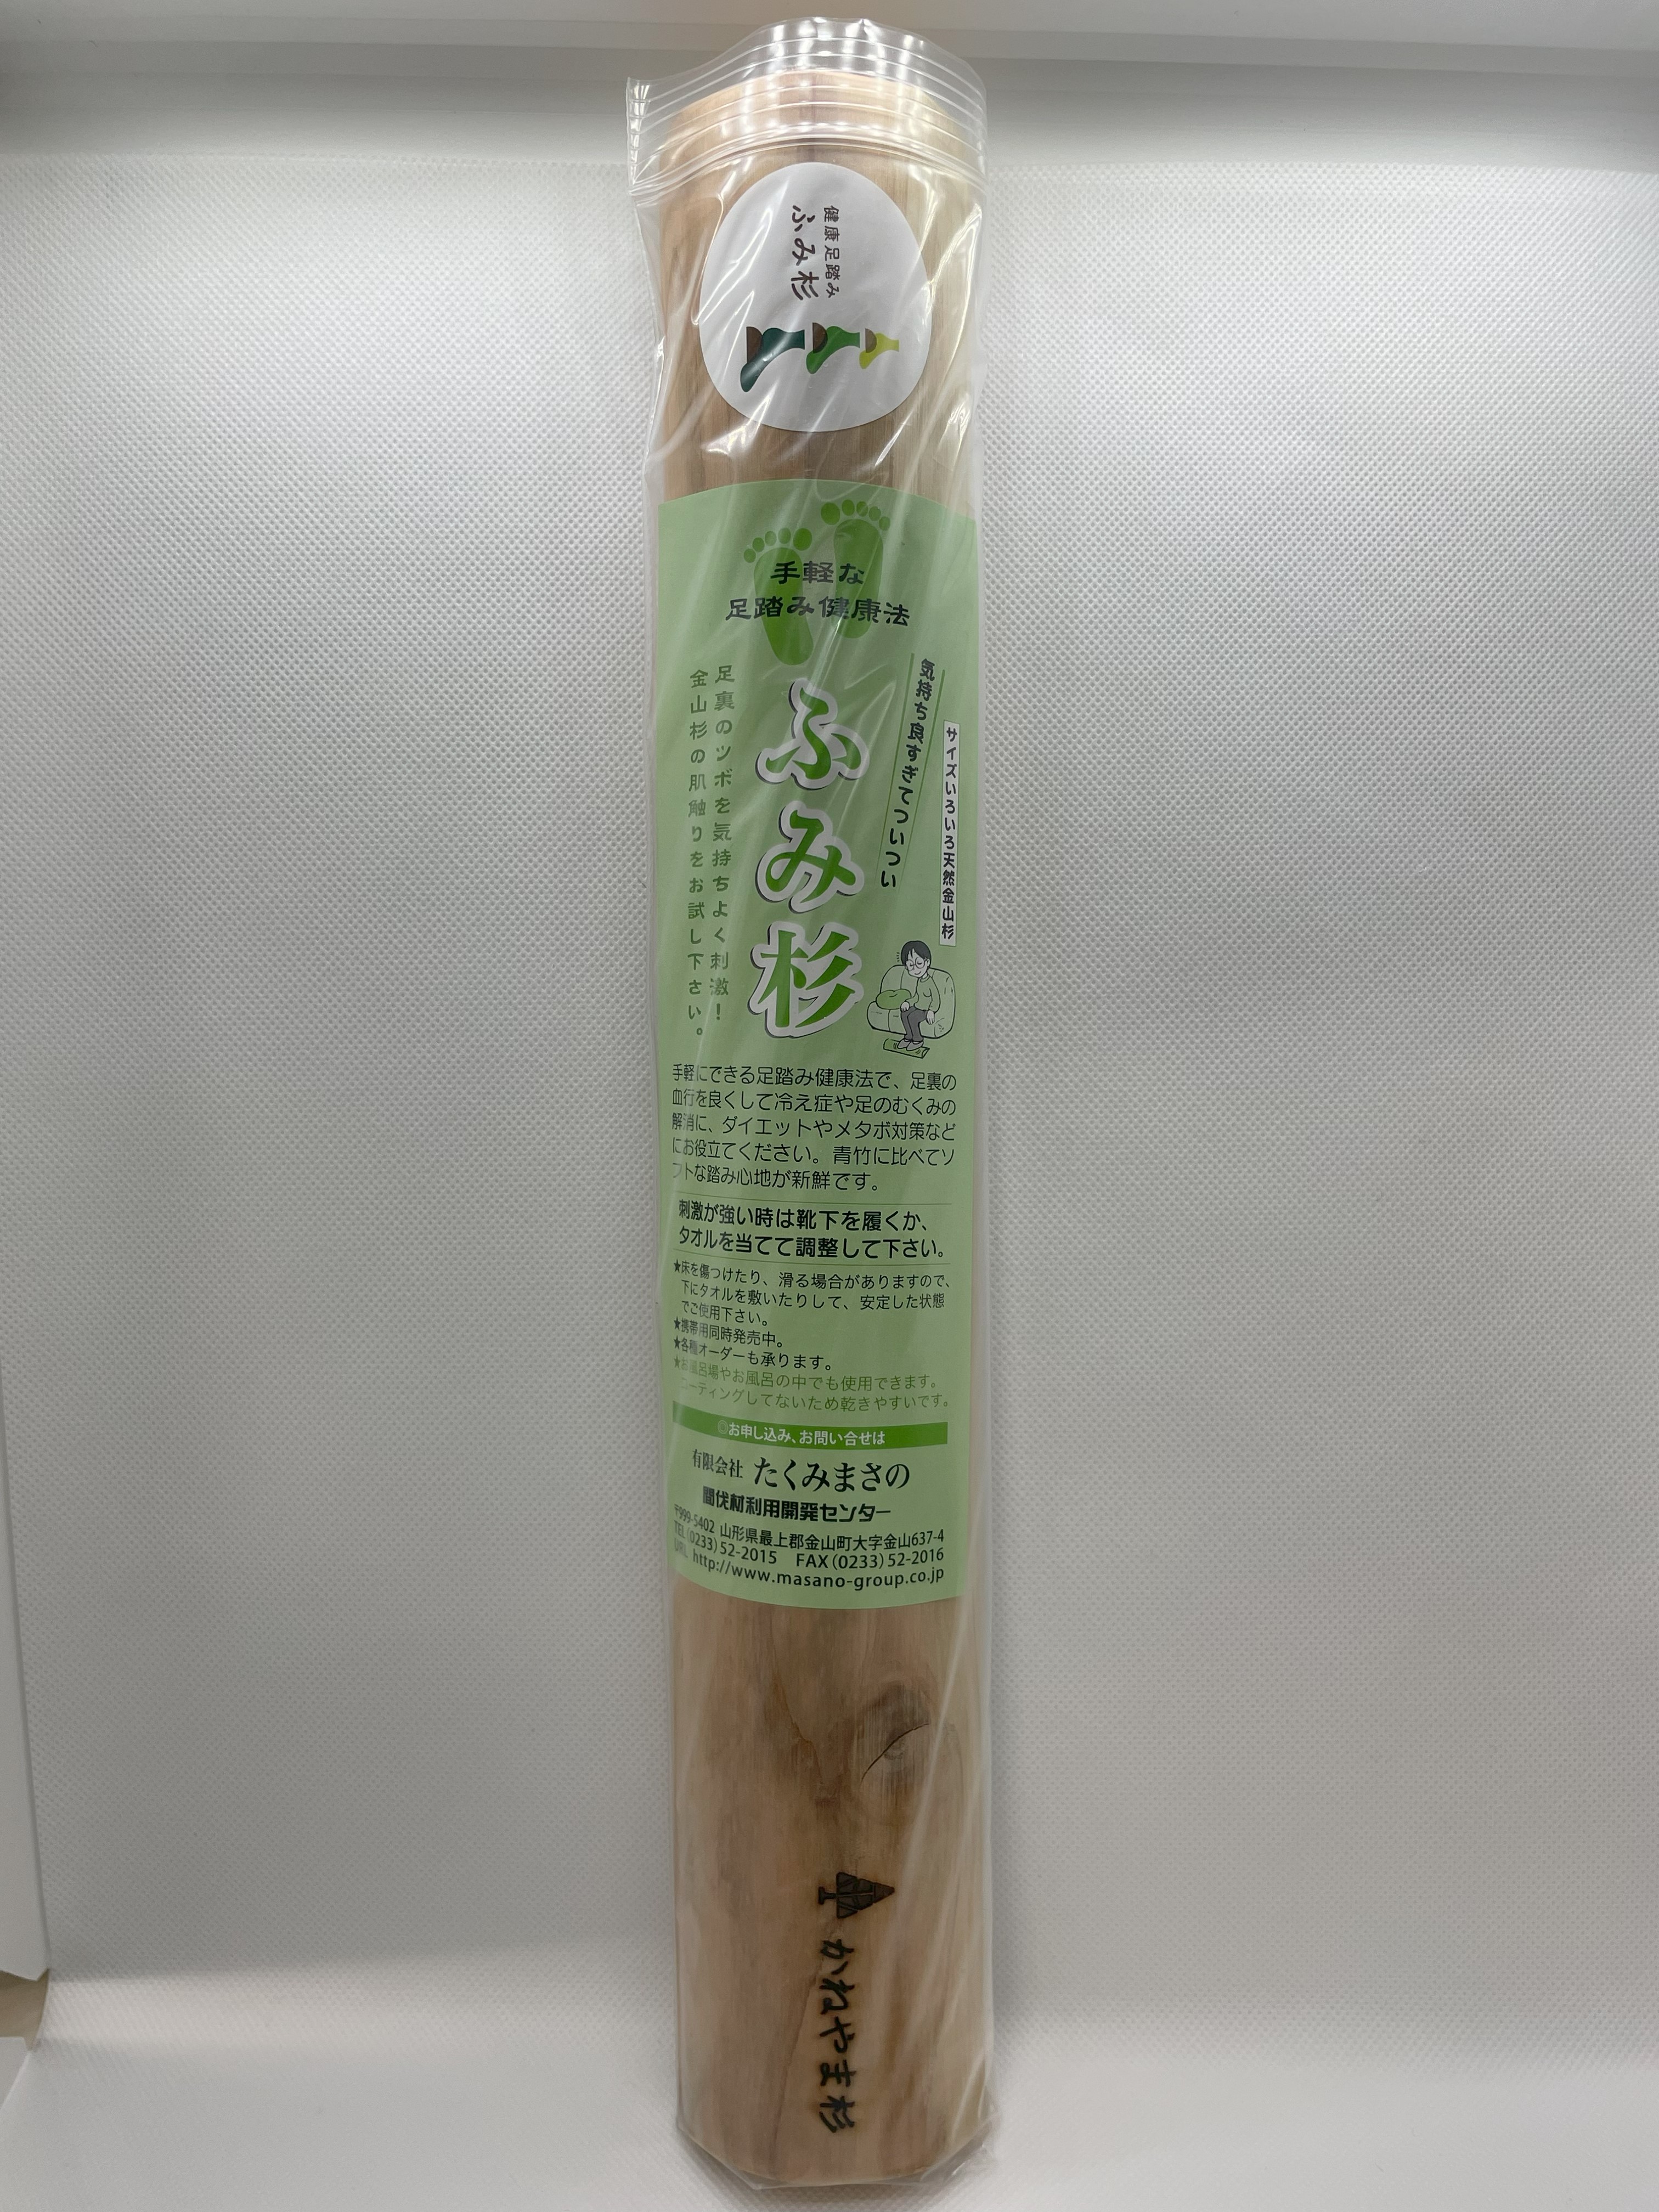 健康足踏み
ふみ杉
手軽な
足踏み健康法
サイズいろいろ天然金山杉
気持ち良すぎてついつい
ふみ杉
足裏のツボを気持ちよく刺激！
金山杉の肌触りをお試し下さい。
手軽にできる足踏み健康法で、足裏の
血行を良くして冷え症や足のむくみの
解消に、ダイエットやメタボ対策など
にお役立てください。青竹に比べてソ
フトな踏み心地が新鮮です。
刺激が強い時は靴下を履くか、
タオルを当てて調整して下さい。
★床を傷つけたり、滑る場合がありますので、
下にタオルを敷いたりして、安定した状態
でご使用下さい。
★携帯用同時発売中。
★各種オーダーも承ります。
★お風呂場やお風呂の中でも使用できます。
コーティングしてないため乾きやすいです。
◎お申し込み、お問い合せは
有限会社 たくみまさの
間伐材利用開発センター
〒999-5402 山形県最上郡金山町大字金山637-4
TEL(0233)52-2015 FAX(0233)52-2016
URL http://www.masano-group.co.jp
かねやま杉